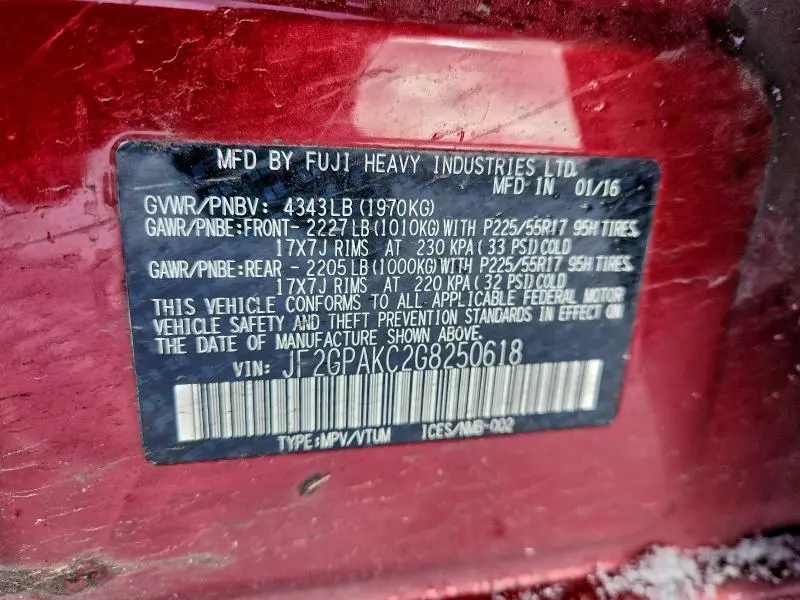 MFD BY FUJI HEAVY INDUSTRIES LTD.
MFD IN 01/16
GVWR/PNBV: 4343LB (1970KG)
GAWR/PNBE:FRONT- 2227 LB (1010KG) WITH P225/55R17 95H TIRES,
17X7J RIMS AT 230 KPA ( 33 PSI) COLD
GAWR/PNBE:REAR - 2205 LB (1000KG) WITH P225/55R17 95H TIRES,
17X7J RIMS AT 220 KPA ( 32 PSI) COLD
THIS VEHICLE CONFORMS TO ALL APPLICABLE FEDERAL MOTOR
VEHICLE SAFETY AND THEFT PREVENTION STANDARDS IN EFFECT ON
THE DATE OF MANUFACTURE SHOWN ABOVE.
VIN: JF2GPAKC2G8250618
TYPE:MPV/VTUM ICES/NMB-002